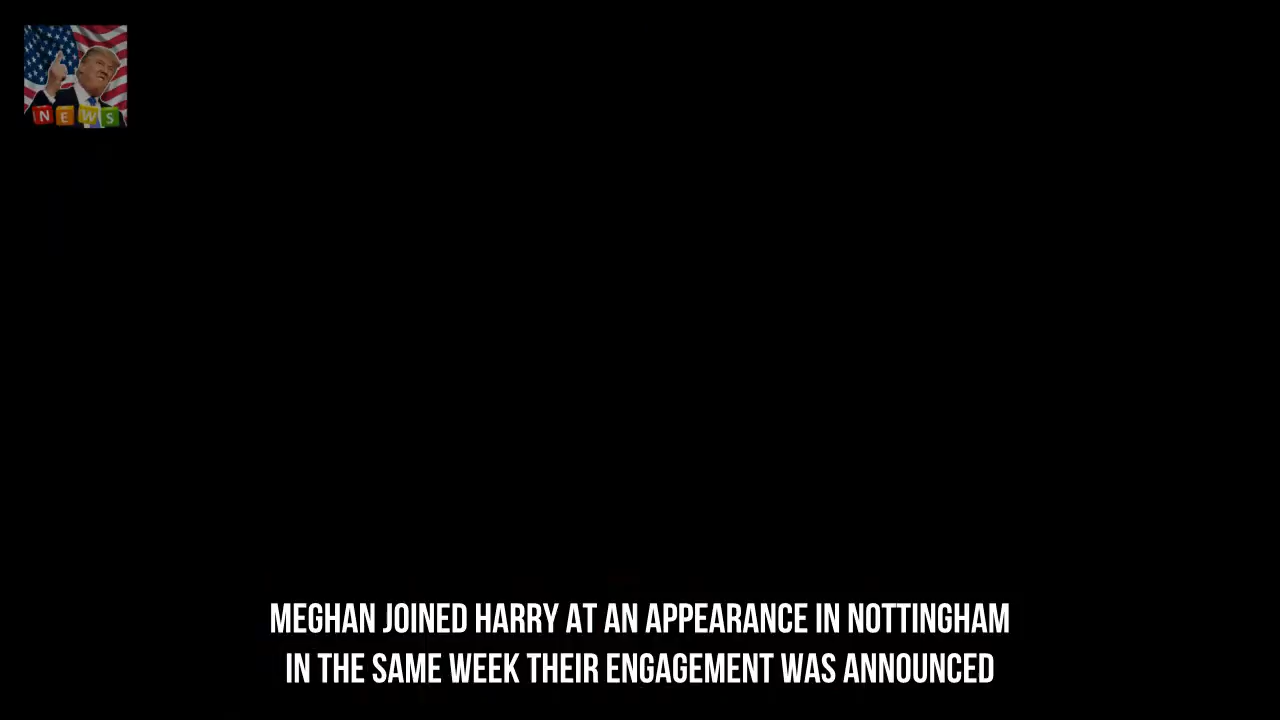 NEWS
MEGHAN JOINED HARRY AT AN APPEARANCE IN NOTTINGHAM
IN THE SAME WEEK THEIR ENGAGEMENT WAS ANNOUNCED